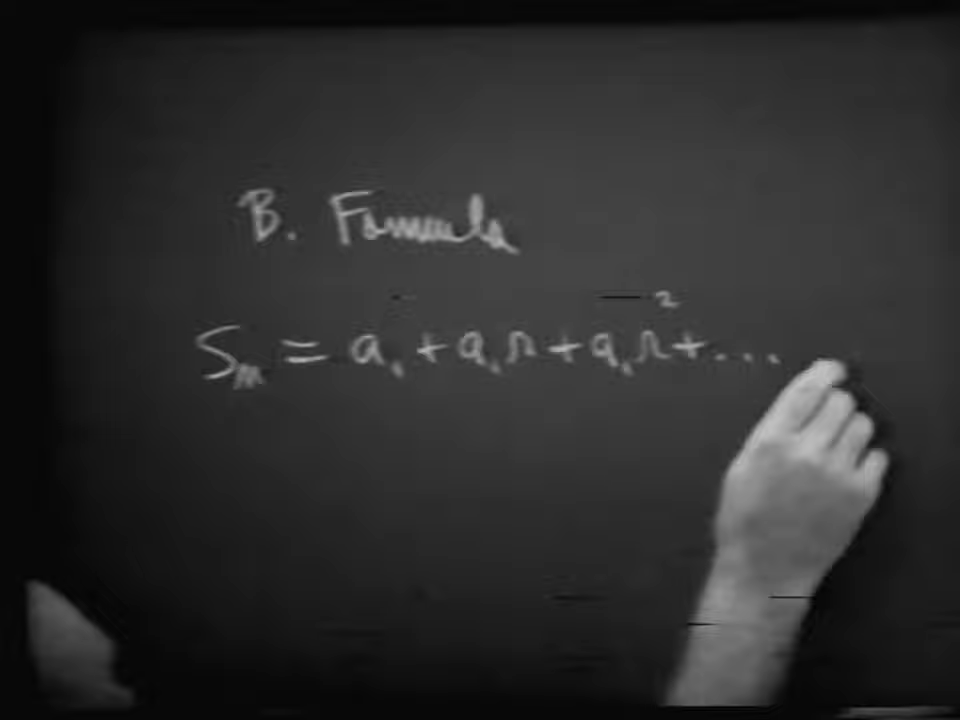 B. Formula
Sₙ = a₁ + a₁r + a₁r² + ...